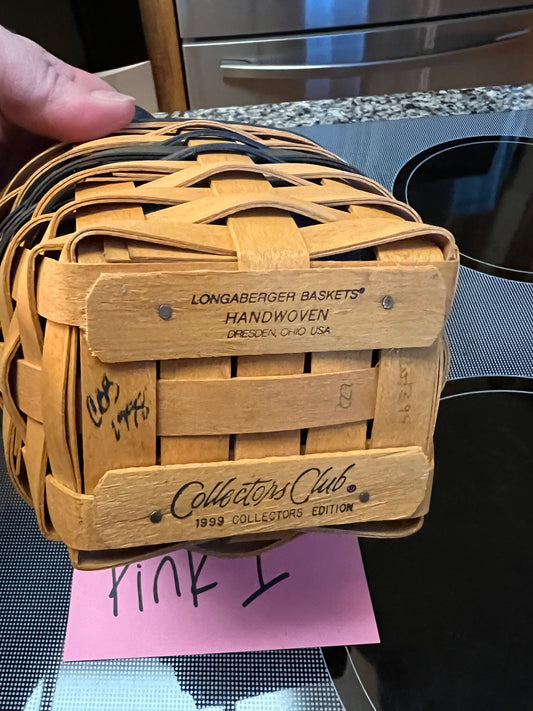 LONGABERGER BASKETS®
HANDWOVEN
DRESDEN, OHIO USA
Collectors Club®
1999 COLLECTORS EDITION
Pink I